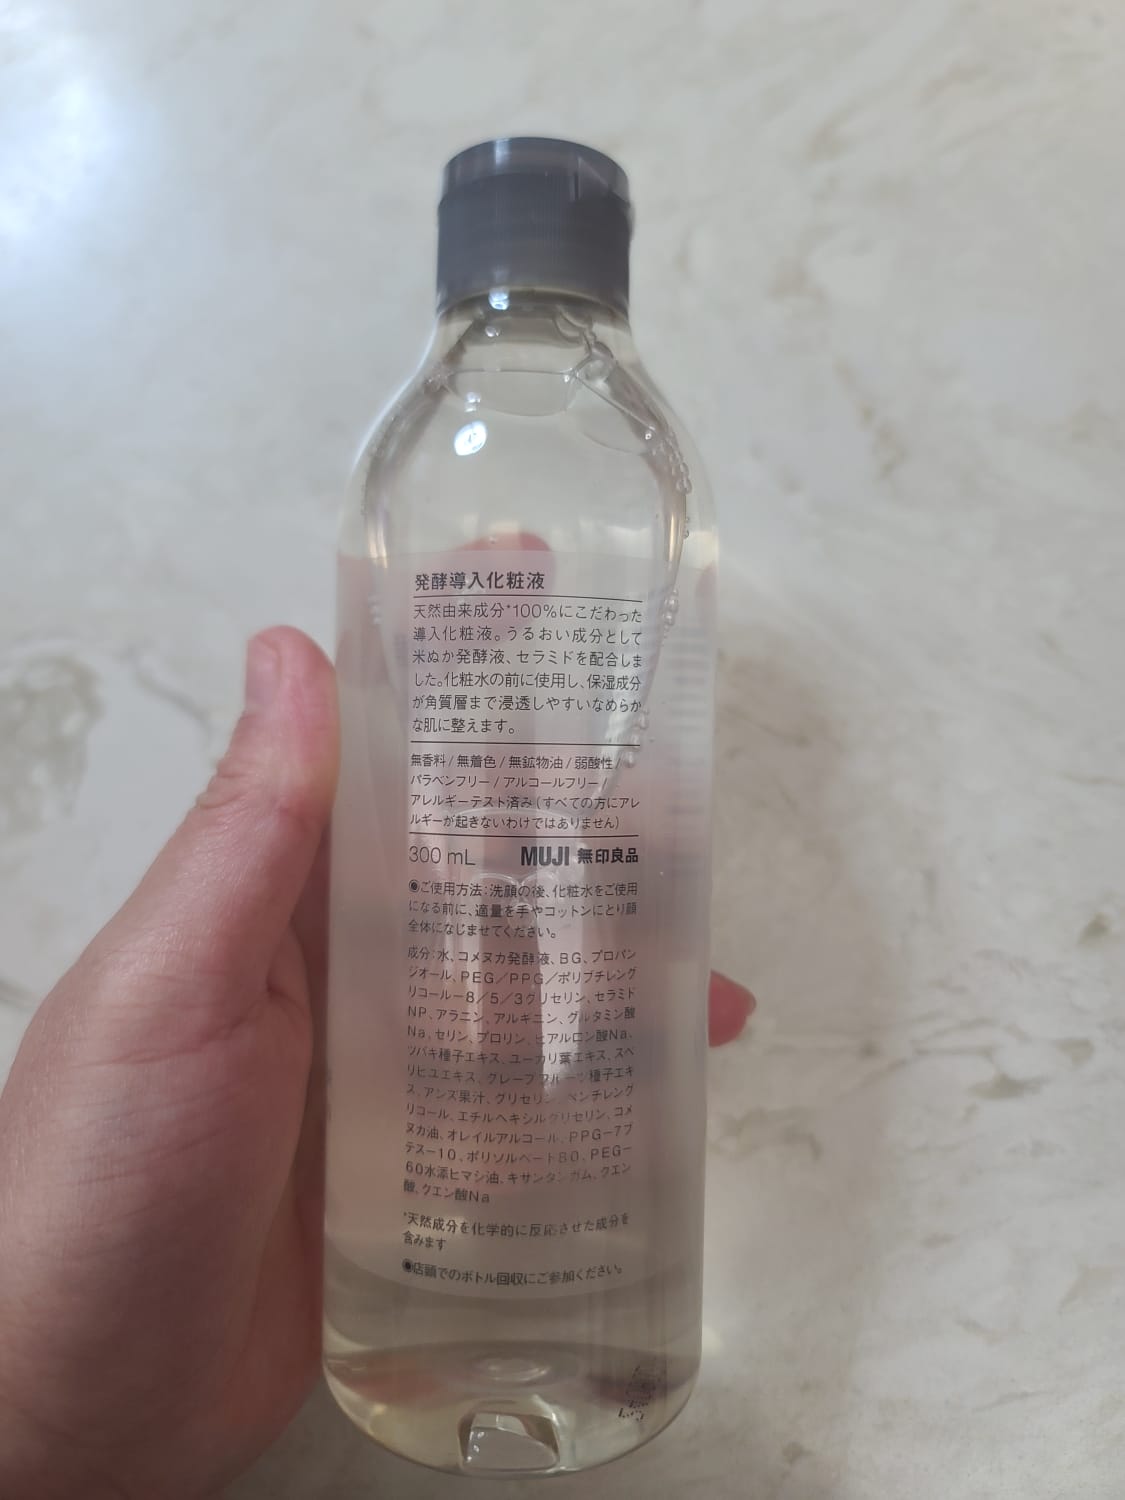 発酵導入化粧液
天然由来成分*100%にこだわった
導入化粧液。うるおい成分として
米ぬか発酵液、セラミドを配合しま
した。化粧水の前に使用し、保湿成分
が角質層まで浸透しやすいなめらか
な肌に整えます。
無香料/無着色/無鉱物油/弱酸性/
パラベンフリー/アルコールフリー/
アレルギーテスト済み(すべての方にアレ
ルギーが起きないわけではありません)
300 mL MUJI 無印良品
◉ご使用方法:洗顔の後、化粧水をご使用
になる前に、適量を手やコットンにとり顔
全体になじませてください。
成分:水、コメヌカ発酵液、BG、プロパン
ジオール、PEG/PPG/ポリブチレング
リコール-8/5/3グリセリン、セラミド
NP、アラニン、アルギニン、グルタミン酸
Na、セリン、プロリン、ヒアルロン酸Na、
ツバキ種子エキス、ユーカリ葉エキス、スベ
リヒユエキス、グレープフルーツ種子エキ
ス、アンズ果汁、グリセリン、ペンチレング
リコール、エチルヘキシルグリセリン、コメ
ヌカ油、オレイルアルコール、PPG-7ブ
テス-10、ポリソルベート80、PEG-
60水添ヒマシ油、キサンタンガム、クエン
酸、クエン酸Na
*天然成分を化学的に反応させた成分を
含みます
◉店頭でのボトル回収にご参加ください。